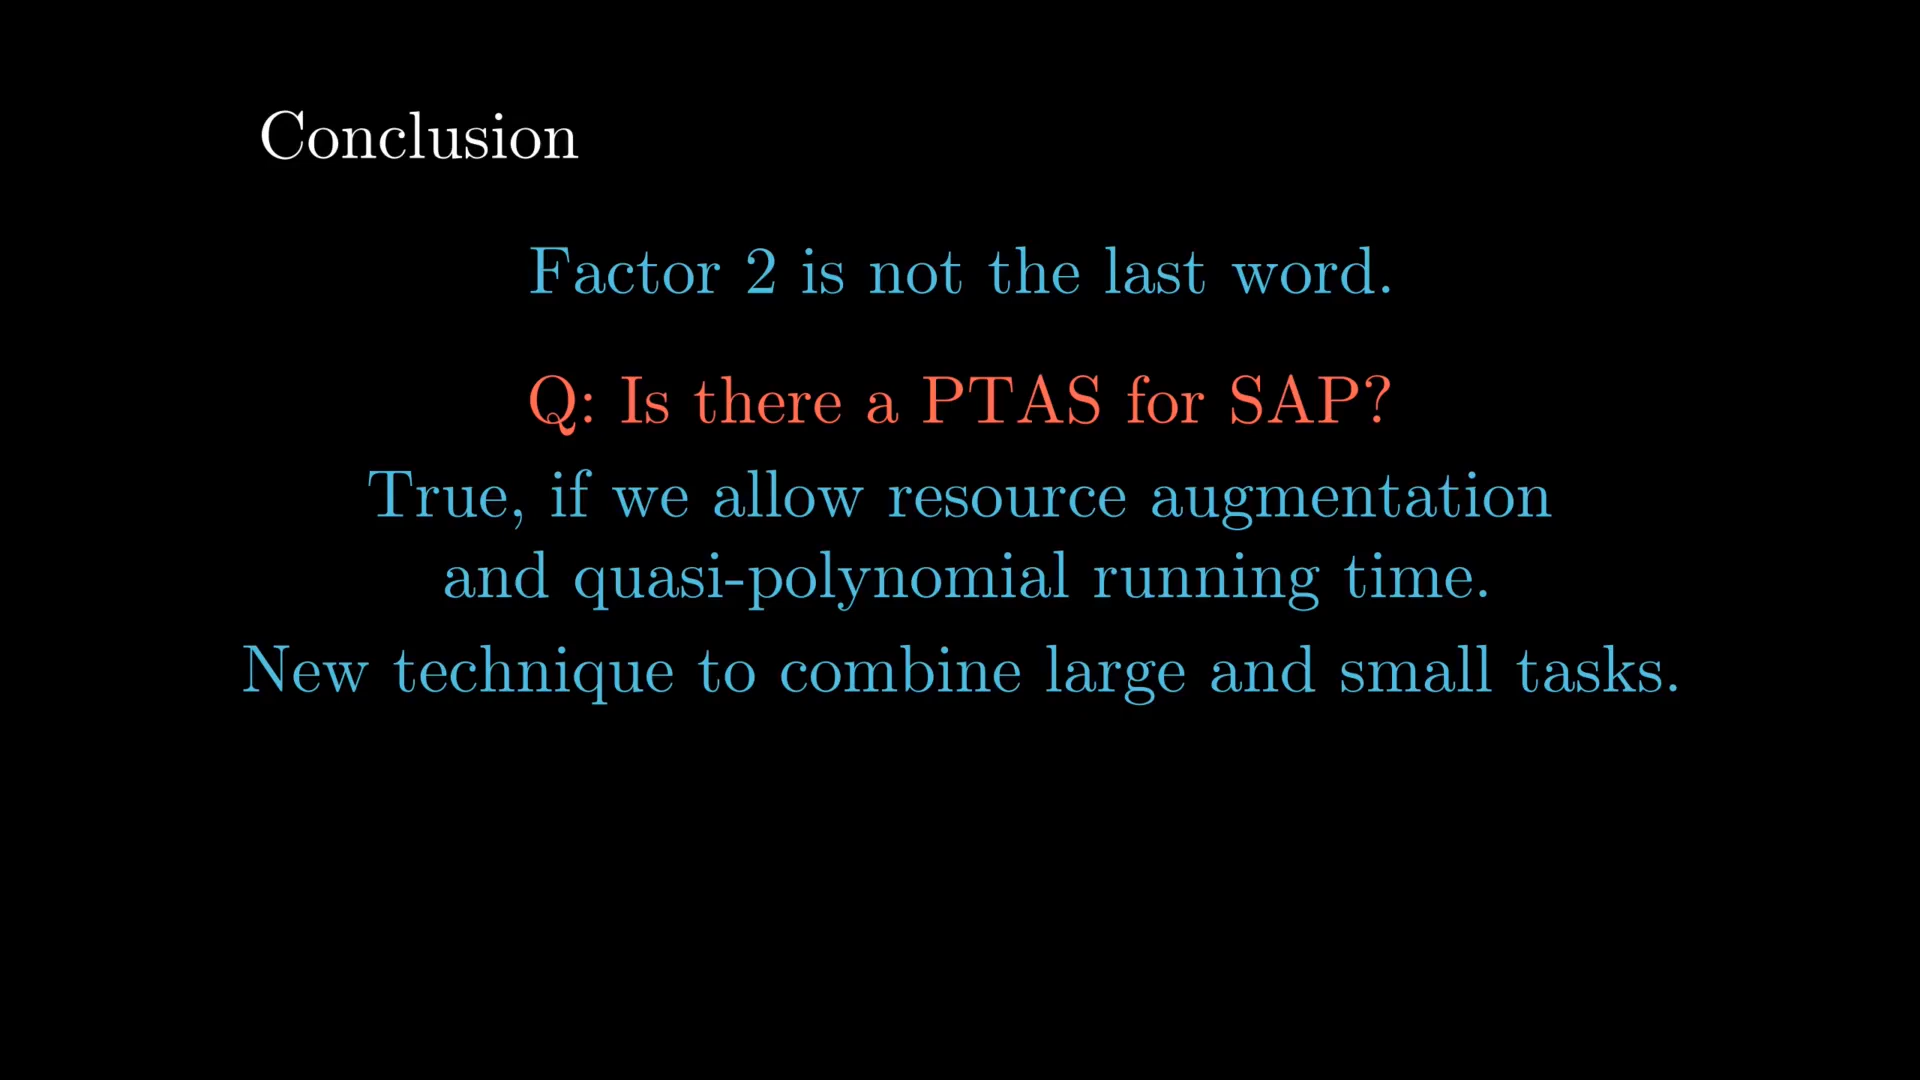 Conclusion
Factor 2 is not the last word.
Q: Is there a PTAS for SAP?
True, if we allow resource augmentation
and quasi-polynomial running time.
New technique to combine large and small tasks.